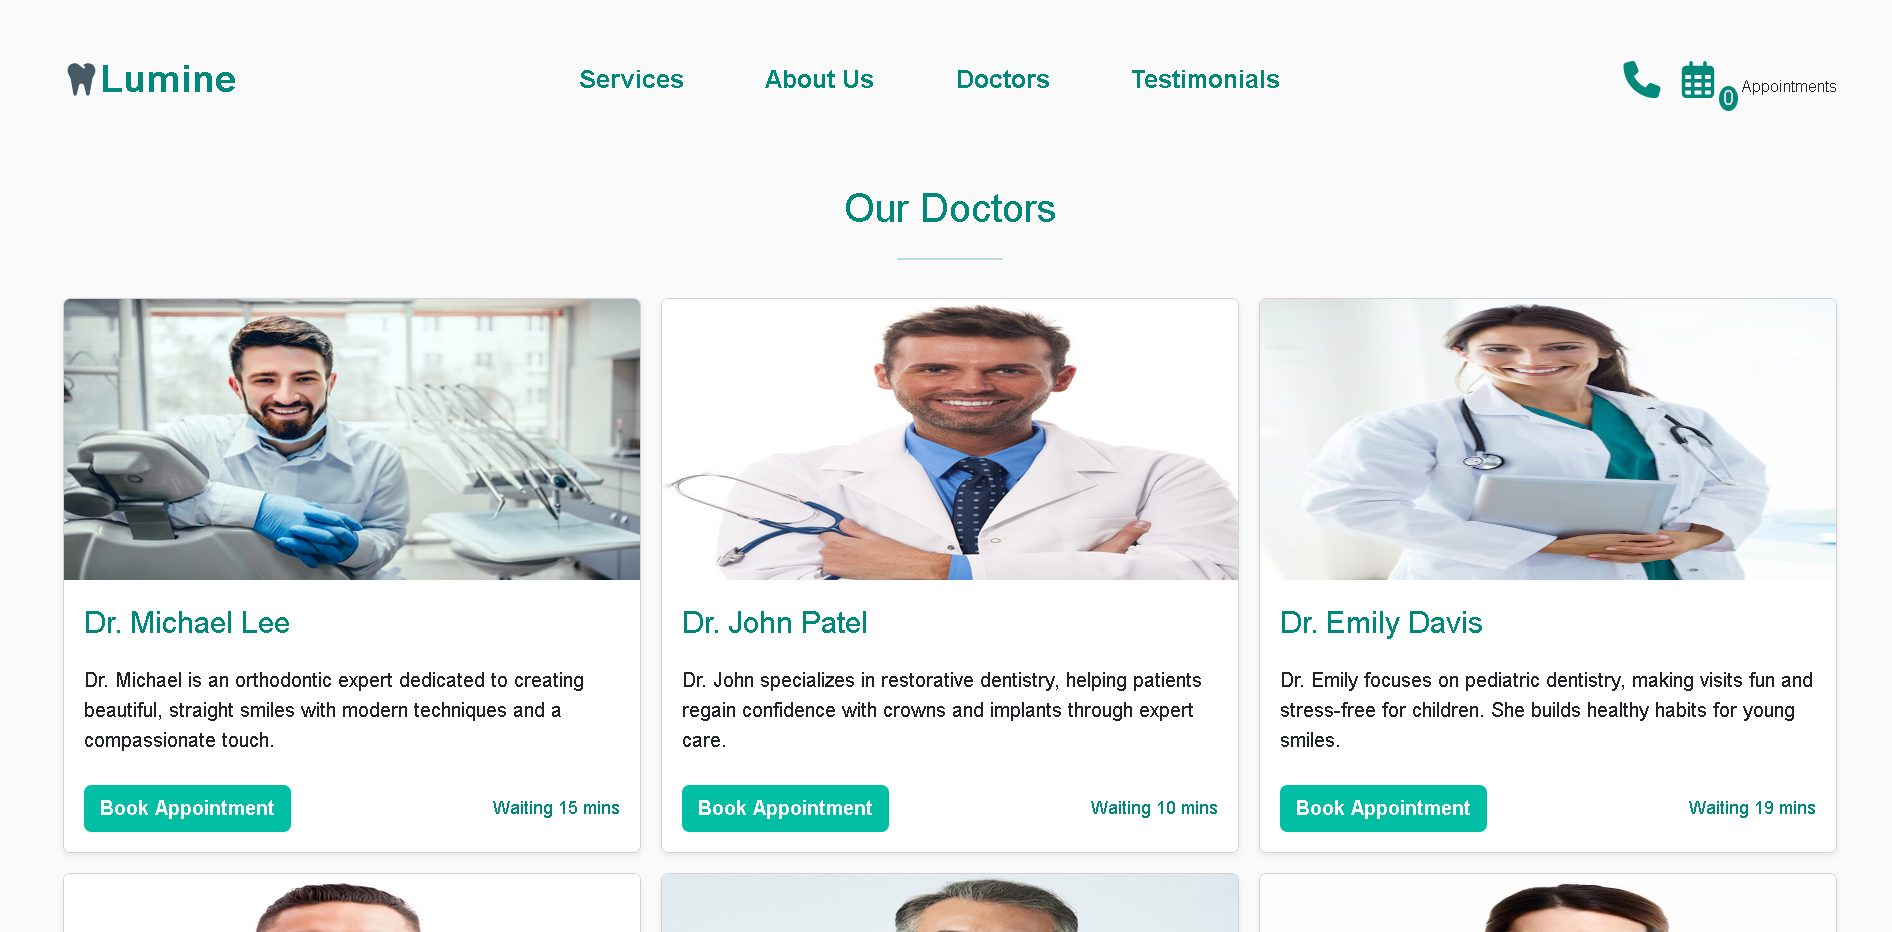 Lumine
Services
About Us
Doctors
Testimonials
0
Appointments
Our Doctors
Dr. Michael Lee
Dr. Michael is an orthodontic expert dedicated to creating
beautiful, straight smiles with modern techniques and a
compassionate touch.
Book Appointment
Waiting 15 mins
Dr. John Patel
Dr. John specializes in restorative dentistry, helping patients
regain confidence with crowns and implants through expert
care.
Book Appointment
Waiting 10 mins
Dr. Emily Davis
Dr. Emily focuses on pediatric dentistry, making visits fun and
stress-free for children. She builds healthy habits for young
smiles.
Book Appointment
Waiting 19 mins